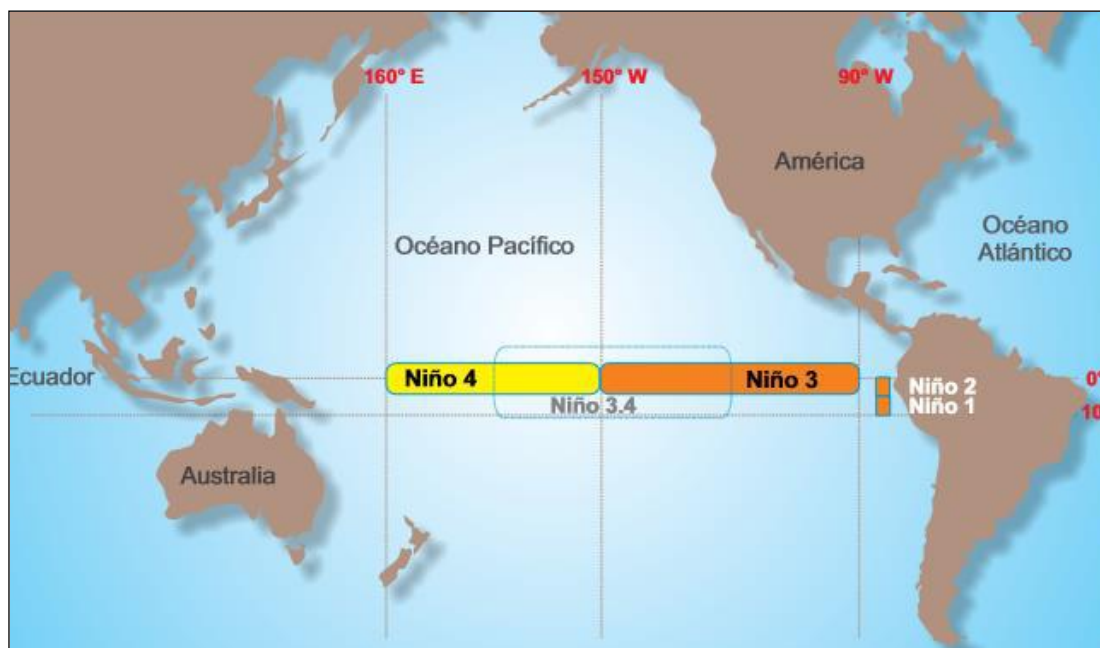 160° E
150° W
90° W
América
Océano
Atlántico
Océano Pacífico
Ecuador
Niño 4
Niño 3
Niño 2
0°
Niño 3.4
Niño 1
10
Australia